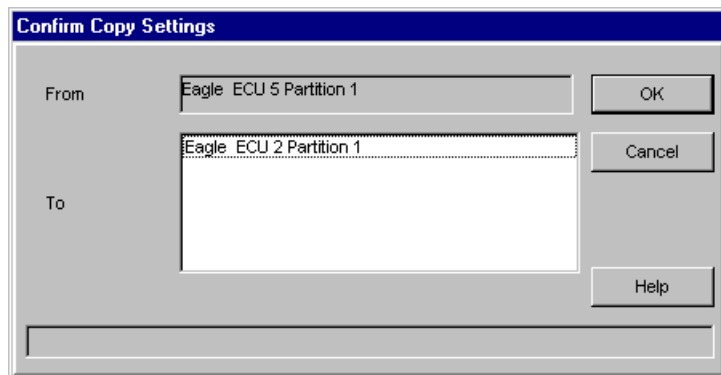 Confirm Copy Settings
From
Eagle  ECU 5 Partition 1
OK
Eagle  ECU 2 Partition 1
Cancel
To
Help